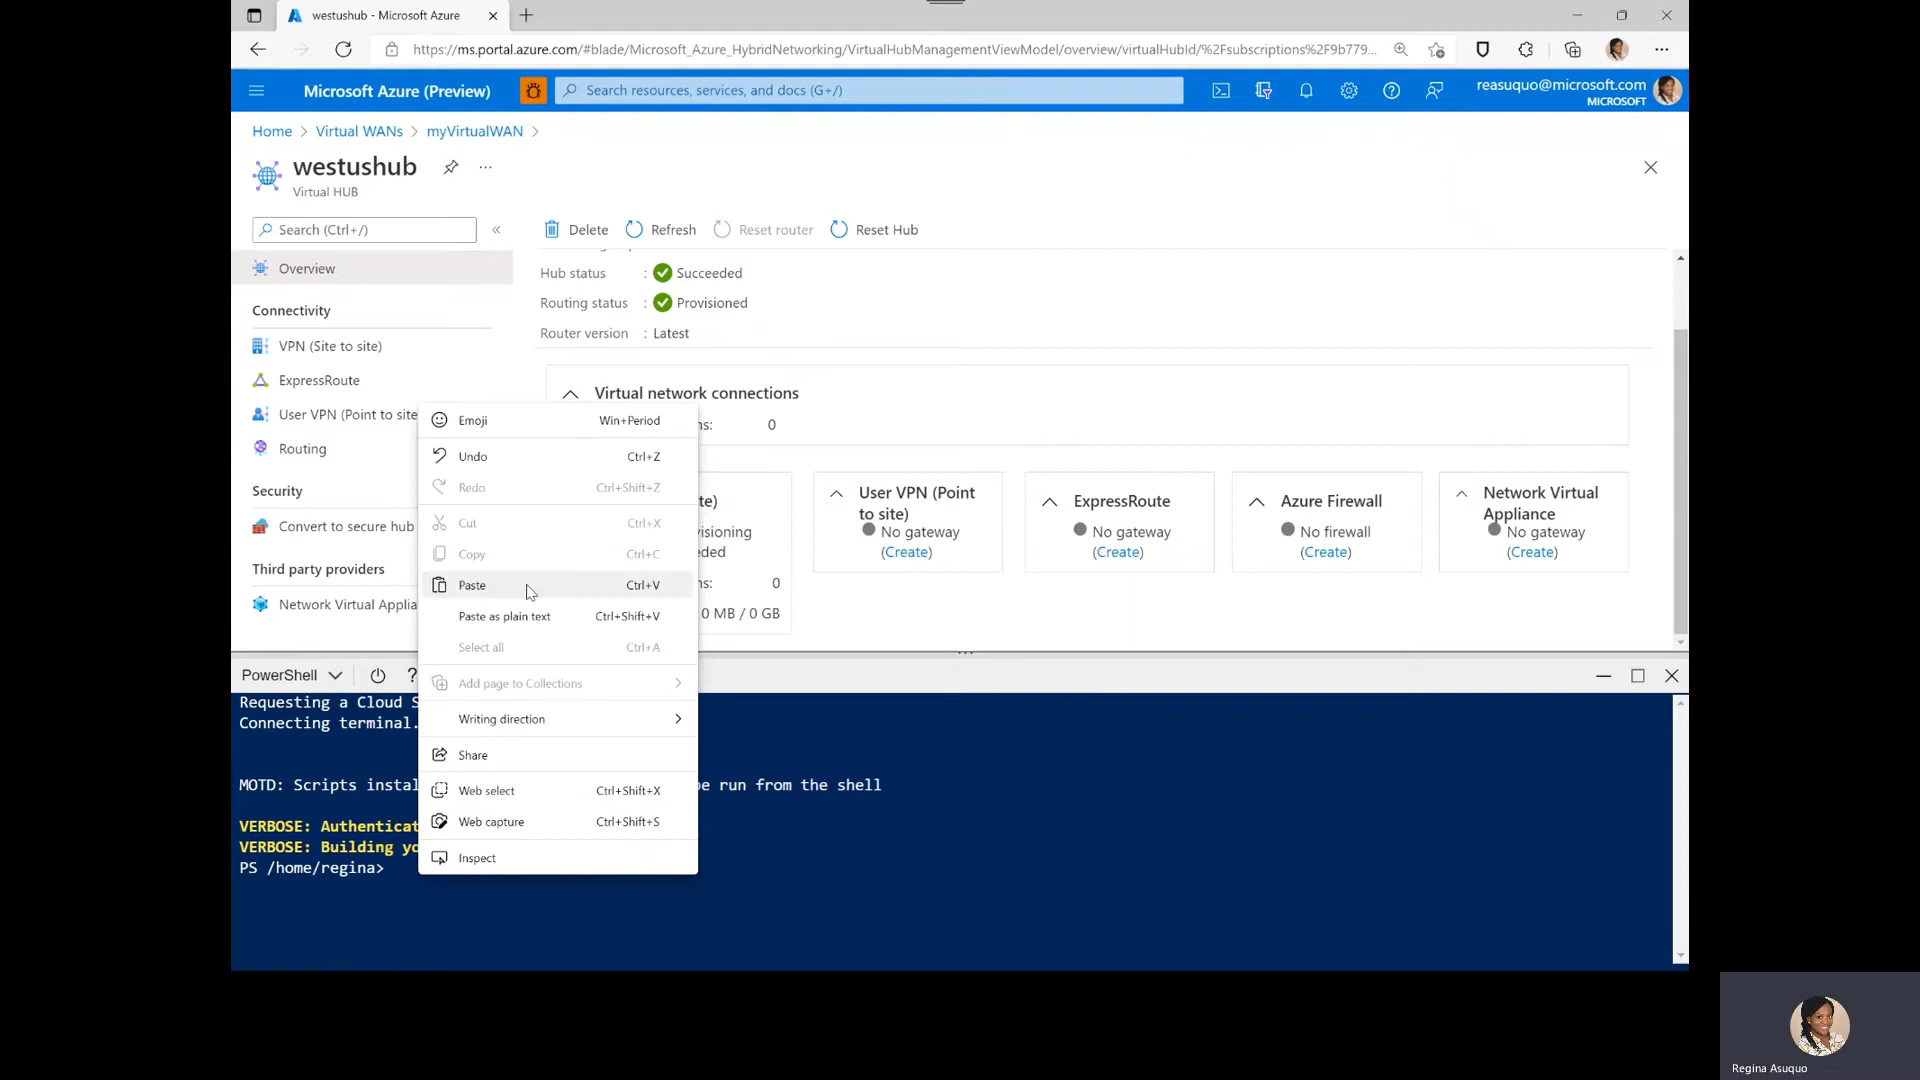 westushub - Microsoft Azure
https://ms.portal.azure.com/#blade/Microsoft_Azure_HybridNetworking/VirtualHubManagementViewModel/overview/virtualHubId/%2Fsubscriptions%2F9b779...
Microsoft Azure (Preview)
Search resources, services, and docs (G+/)
reasuquo@microsoft.com
MICROSOFT
Home > Virtual WANs > myVirtualWAN >
westushub
Virtual HUB
Search (Ctrl+/)
Delete
Refresh
Reset router
Reset Hub
Overview
Connectivity
VPN (Site to site)
ExpressRoute
User VPN (Point to site
Routing
Security
Convert to secure hub
Third party providers
Network Virtual Applia
Hub status : Succeeded
Routing status : Provisioned
Router version : Latest
Virtual network connections
ns: 0
te)
visioning
eded
ns: 0
0 MB / 0 GB
User VPN (Point
to site)
No gateway
(Create)
ExpressRoute
No gateway
(Create)
Azure Firewall
No firewall
(Create)
Network Virtual
Appliance
No gateway
(Create)
Emoji Win+Period
Undo Ctrl+Z
Redo Ctrl+Shift+Z
Cut Ctrl+X
Copy Ctrl+C
Paste Ctrl+V
Paste as plain text Ctrl+Shift+V
Select all Ctrl+A
Add page to Collections
Writing direction
Share
Web select Ctrl+Shift+X
Web capture Ctrl+Shift+S
Inspect
PowerShell
?
Requesting a Cloud S
Connecting terminal.
MOTD: Scripts instal
e run from the shell
VERBOSE: Authenticat
VERBOSE: Building yo
PS /home/regina>
Regina Asuquo